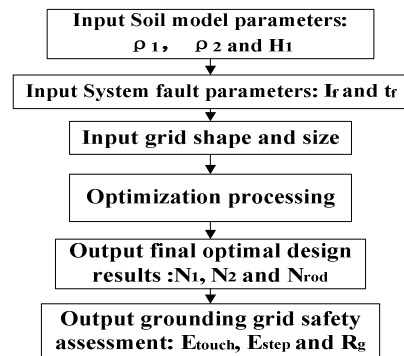 Input Soil model parameters:
ρ1, ρ2 and H1
Input System fault parameters: If and tf
Input grid shape and size
Optimization processing
Output final optimal design
results :N1, N2 and Nrod
Output grounding grid safety
assessment: Etouch, Estep and Rg